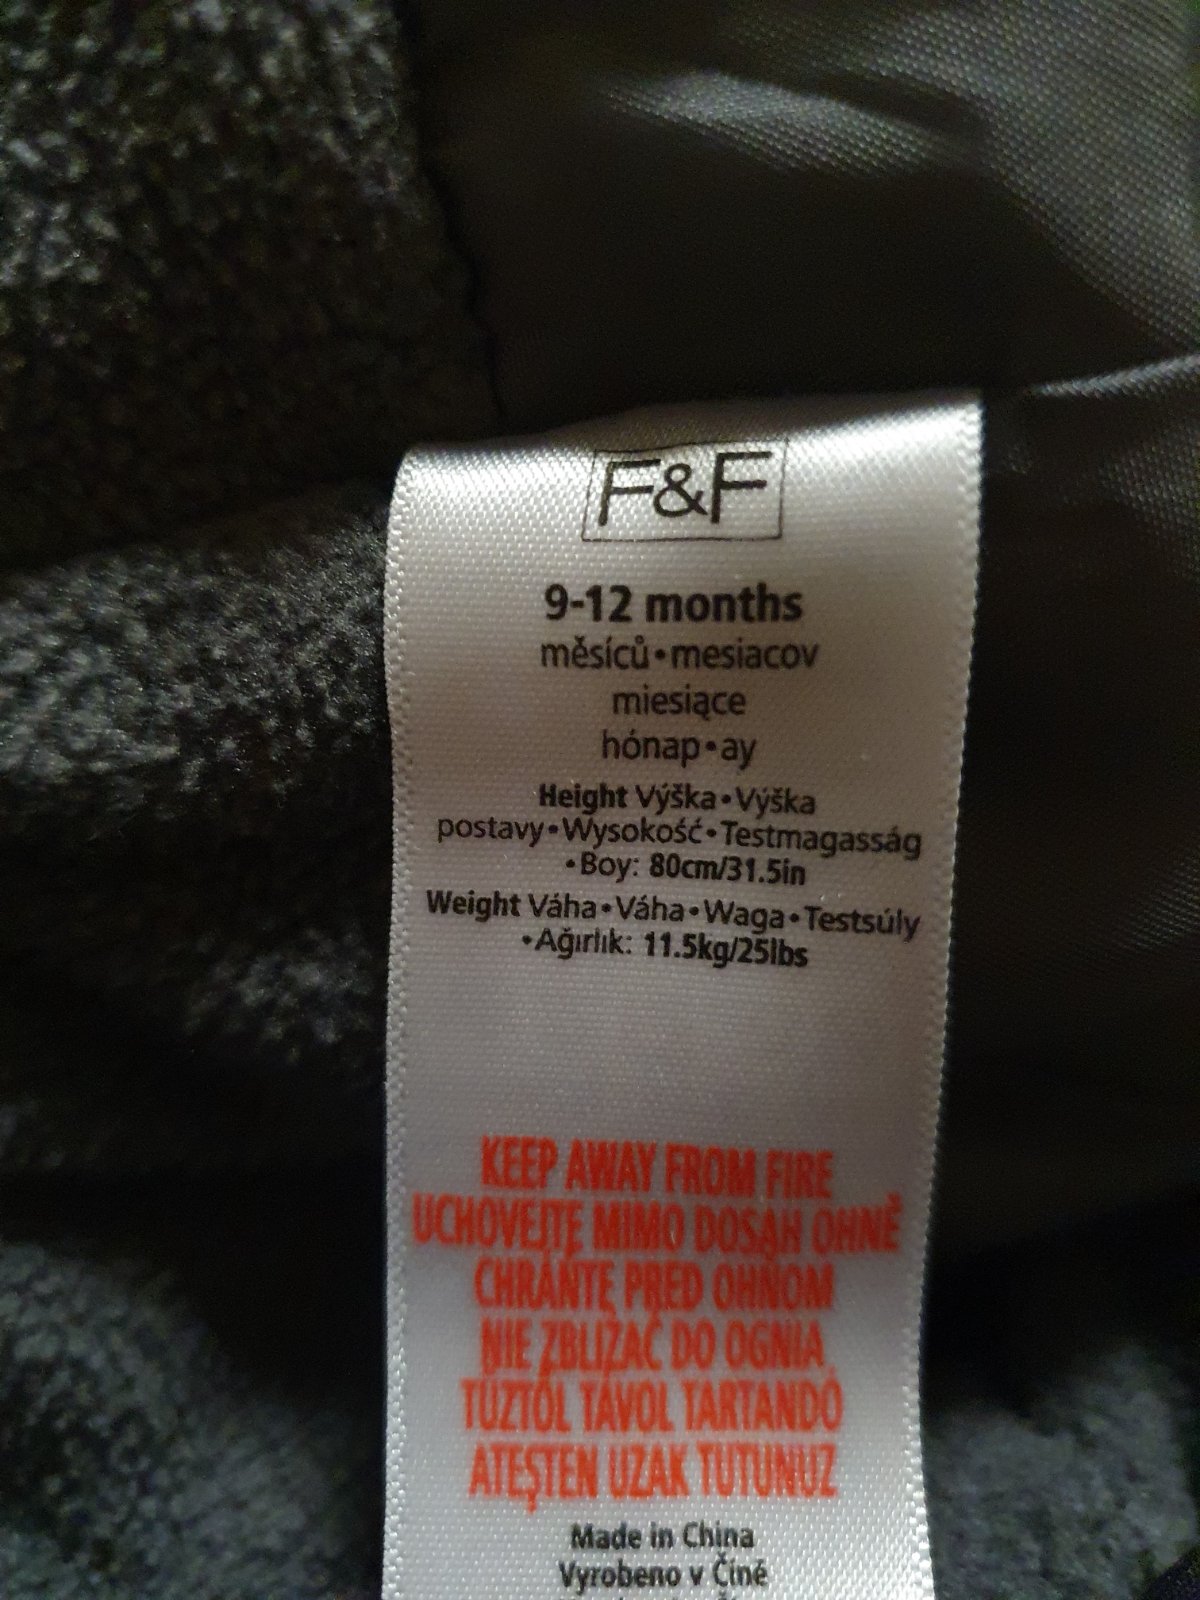 F&F
9-12 months
měsíců•mesiacov
miesiące
hónap•ay
Height Výška•Výška
postavy•Wysokość•Testmagasság
•Boy: 80cm/31.5in
Weight Váha•Váha•Waga•Testsúly
•Ağırlık: 11.5kg/25lbs
KEEP AWAY FROM FIRE
UCHOVEJTE MIMO DOSAH OHNĚ
CHRÁŇTE PRED OHŇOM
NIE ZBLIŻAĆ DO OGNIA
TŰZTŐL TÁVOL TARTANDÓ
ATEŞTEN UZAK TUTUNUZ
Made in China
Vyrobeno v Číně